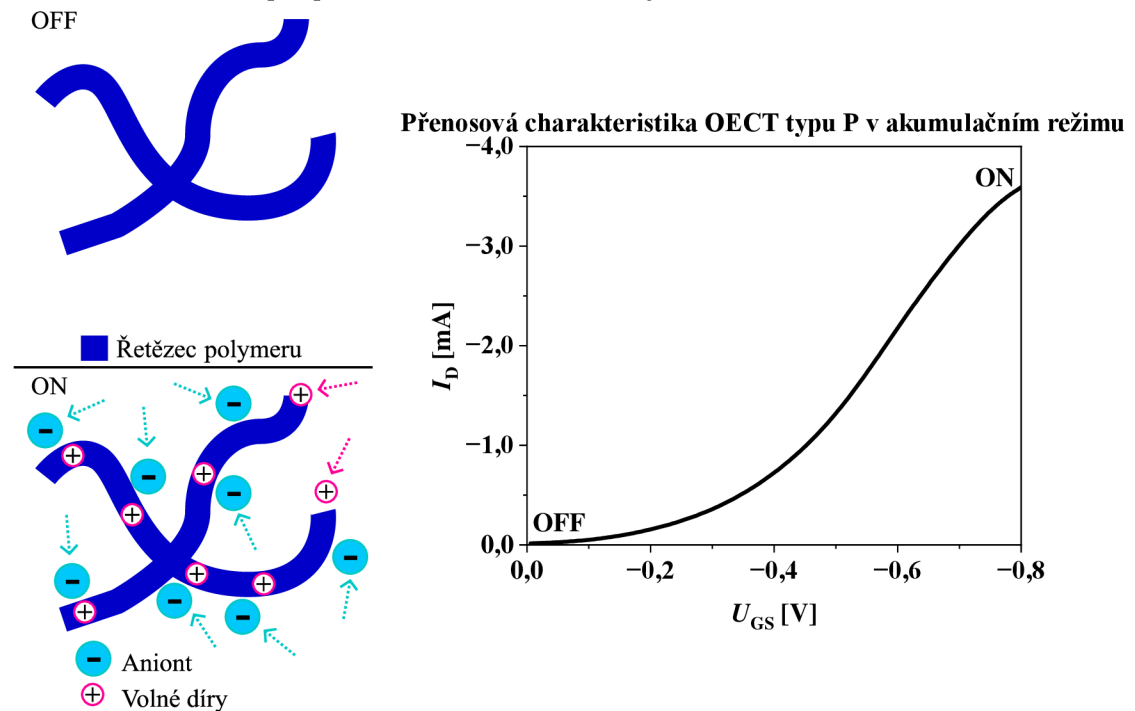 OFF
Řetězec polymeru
ON
Aniont
Volné díry
Přenosová charakteristika OECT typu P v akumulačním režimu
−4,0
−3,0
−2,0
−1,0
0,0
I_D [mA]
ON
OFF
0,0
−0,2
−0,4
−0,6
−0,8
U_GS [V]